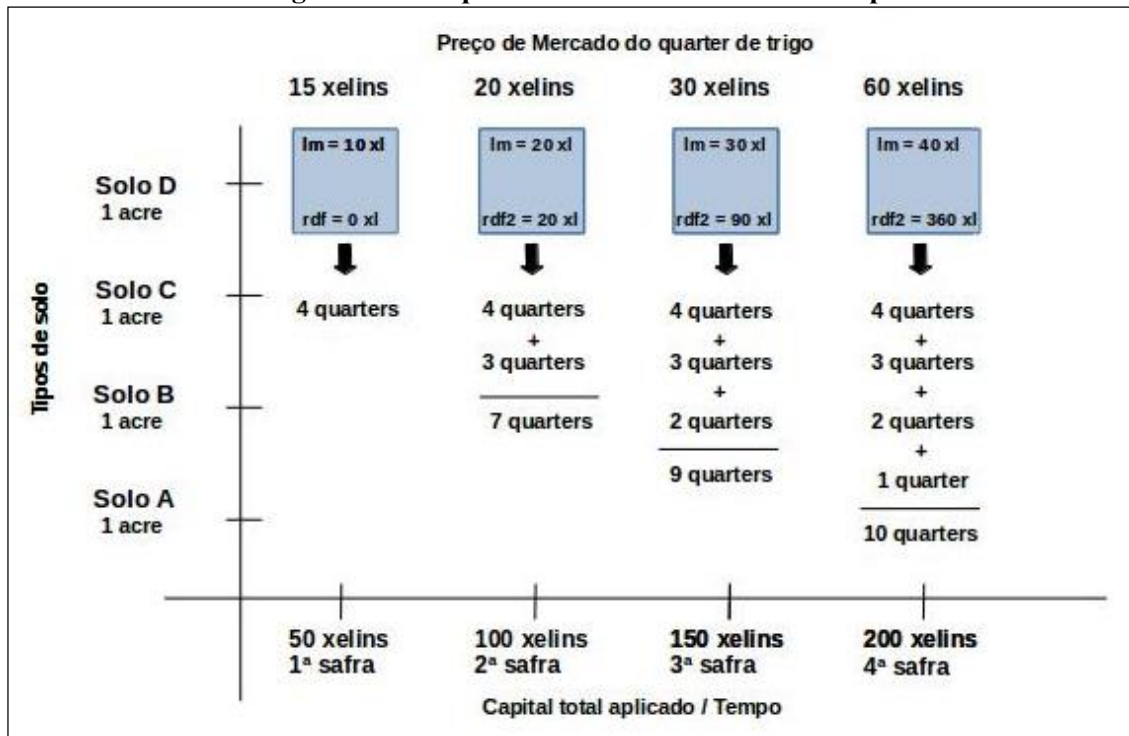 Preço de Mercado do quarter de trigo
15 xelins 20 xelins 30 xelins 60 xelins
lm = 10 xl lm = 20 xl lm = 30 xl lm = 40 xl
Solo D
1 acre
rdf = 0 xl rdf2 = 20 xl rdf2 = 90 xl rdf2 = 360 xl
Solo C
1 acre
4 quarters 4 quarters 4 quarters 4 quarters
+ + +
3 quarters 3 quarters 3 quarters
+ +
Solo B
1 acre
7 quarters 2 quarters 2 quarters
+
9 quarters 1 quarter
Solo A
1 acre
10 quarters
Tipos de solo
50 xelins 100 xelins 150 xelins 200 xelins
1ª safra 2ª safra 3ª safra 4ª safra
Capital total aplicado / Tempo